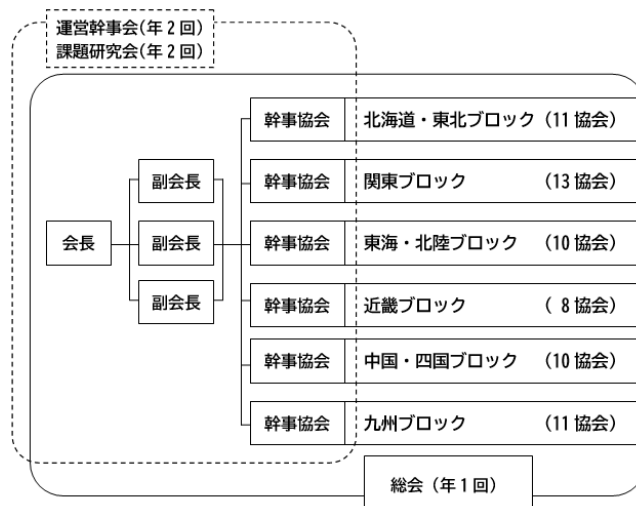 運営幹事会(年2回)
課題研究会(年2回)
幹事協会 北海道・東北ブロック (11協会)
副会長
幹事協会 関東ブロック (13協会)
会長
副会長
幹事協会 東海・北陸ブロック (10協会)
副会長
幹事協会 近畿ブロック ( 8協会)
幹事協会 中国・四国ブロック (10協会)
幹事協会 九州ブロック (11協会)
総会(年1回)